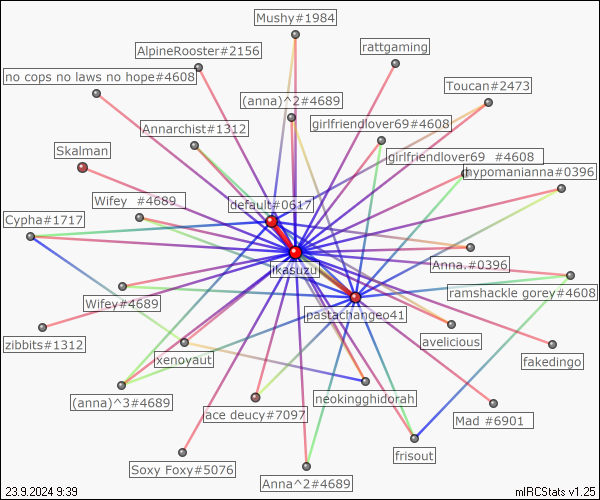 Mushy#1984
AlpineRooster#2156
rattgaming
no cops no laws no hope#4608
Toucan#2473
(anna)^2#4689
Annarchist#1312
girlfriendlover69#4608
Skalman
girlfriendlover69 #4608
hypomanianna#0396
Wifey #4689
default#0617
Cypha#1717
Anna.#0396
ikasuzu
ramshackle gorey#4608
Wifey#4689
pastachangeo41
zibbits#1312
xenoyaut
avelicious
fakedingo
(anna)^3#4689
ace deucy#7097
neokingghidorah
Mad #6901
Soxy Foxy#5076
Anna^2#4689
frisout
23.9.2024 9:39
mIRCStats v1.25